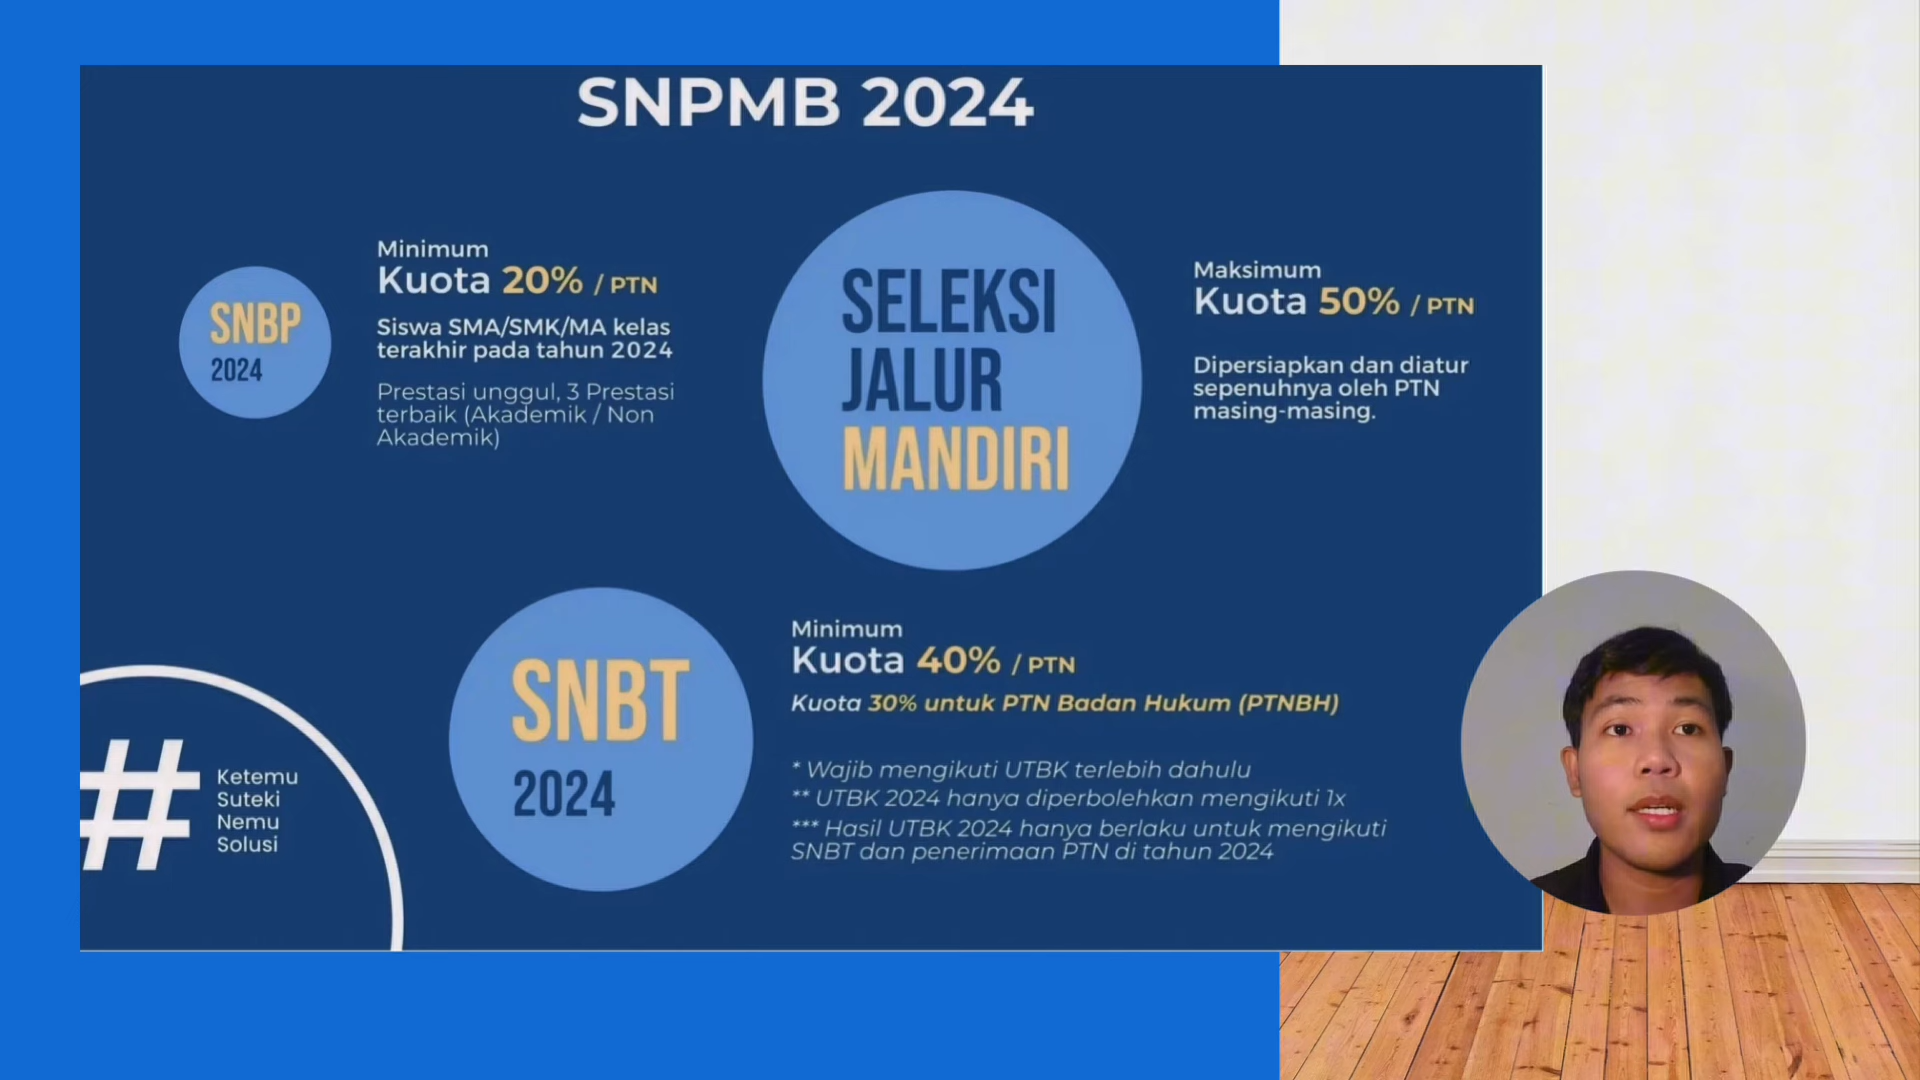 SNPMB 2024
SNBP
2024
Minimum
Kuota 20% / PTN
Siswa SMA/SMK/MA kelas
terakhir pada tahun 2024
Prestasi unggul, 3 Prestasi
terbaik (Akademik / Non
Akademik)
SELEKSI
JALUR
MANDIRI
Maksimum
Kuota 50% / PTN
Dipersiapkan dan diatur
sepenuhnya oleh PTN
masing-masing.
SNBT
2024
Minimum
Kuota 40% / PTN
Kuota 30% untuk PTN Badan Hukum (PTNBH)
* Wajib mengikuti UTBK terlebih dahulu
** UTBK 2024 hanya diperbolehkan mengikuti 1x
*** Hasil UTBK 2024 hanya berlaku untuk mengikuti
SNBT dan penerimaan PTN di tahun 2024
#
Ketemu
Suteki
Nemu
Solusi